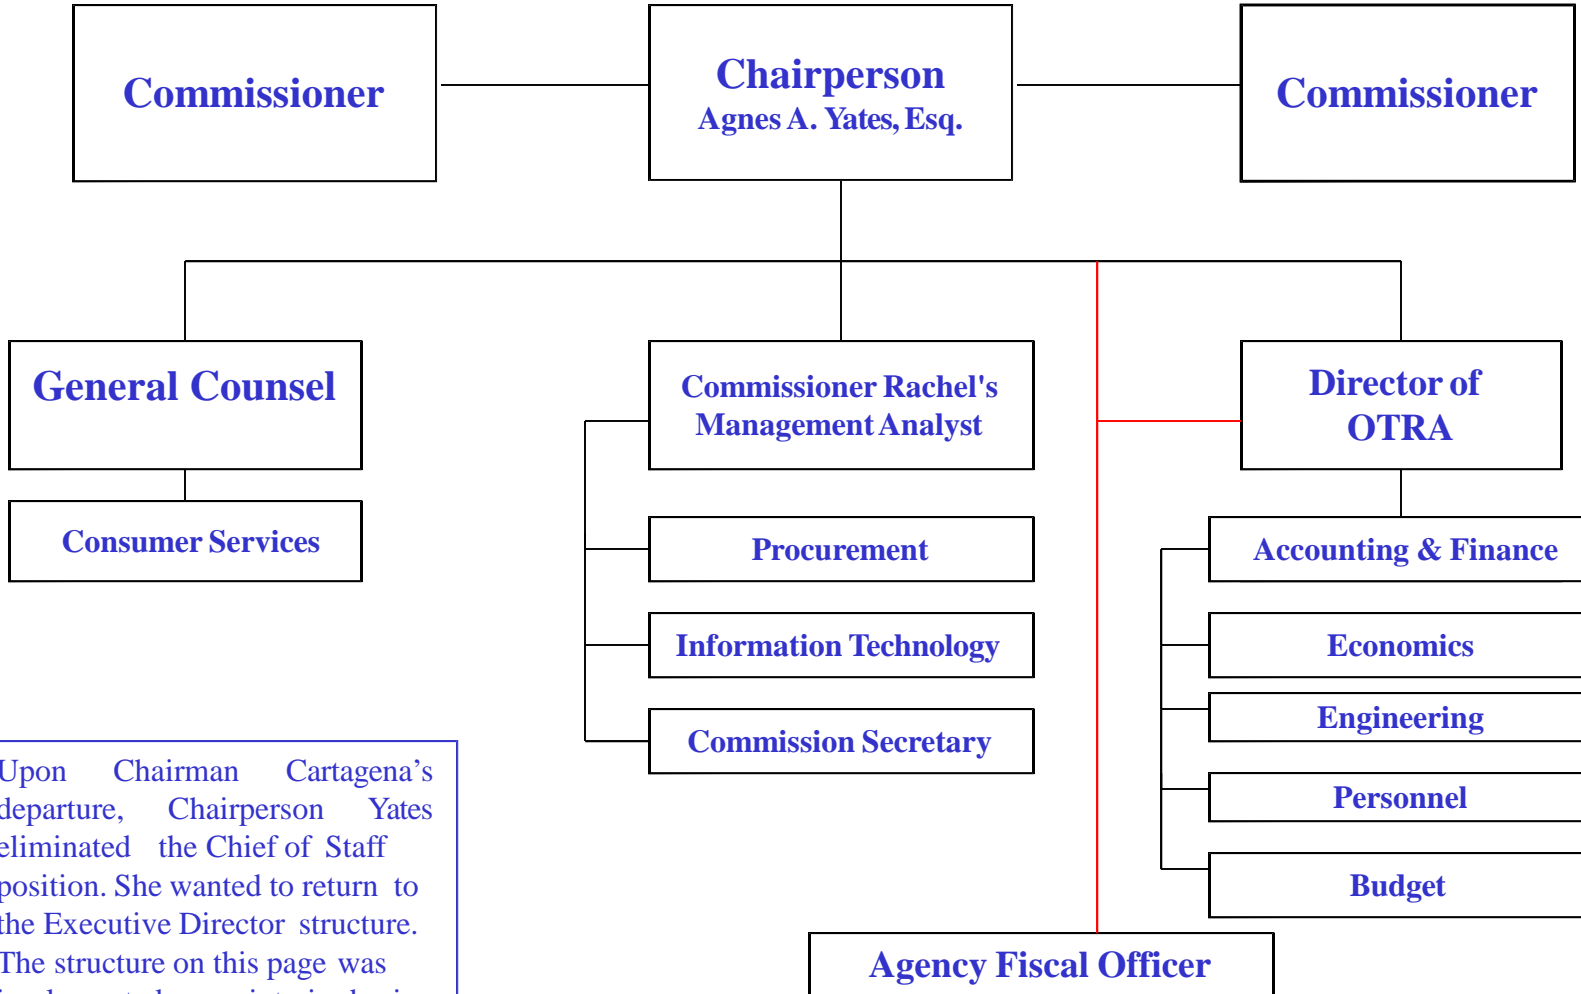 Commissioner
Chairperson
Agnes A. Yates, Esq.
Commissioner
General Counsel
Consumer Services
Commissioner Rachel's
Management Analyst
Procurement
Information Technology
Commission Secretary
Director of
OTRA
Accounting & Finance
Economics
Engineering
Personnel
Budget
Agency Fiscal Officer
Upon Chairman Cartagena’s
departure, Chairperson Yates
eliminated the Chief of Staff
position. She wanted to return to
the Executive Director structure.
The structure on this page was